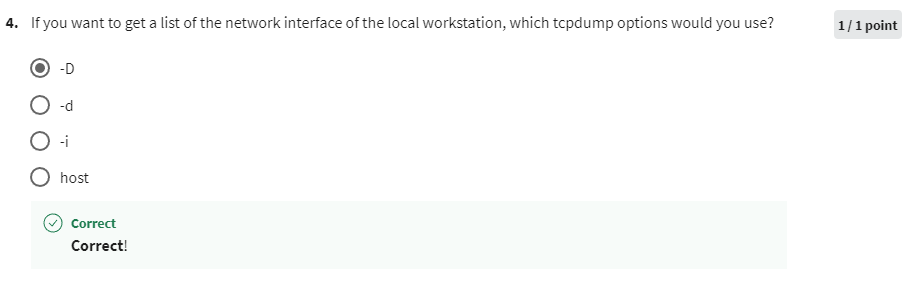 4. If you want to get a list of the network interface of the local workstation, which tcpdump options would you use?
1 / 1 point
-D
-d
-i
host
Correct
Correct!